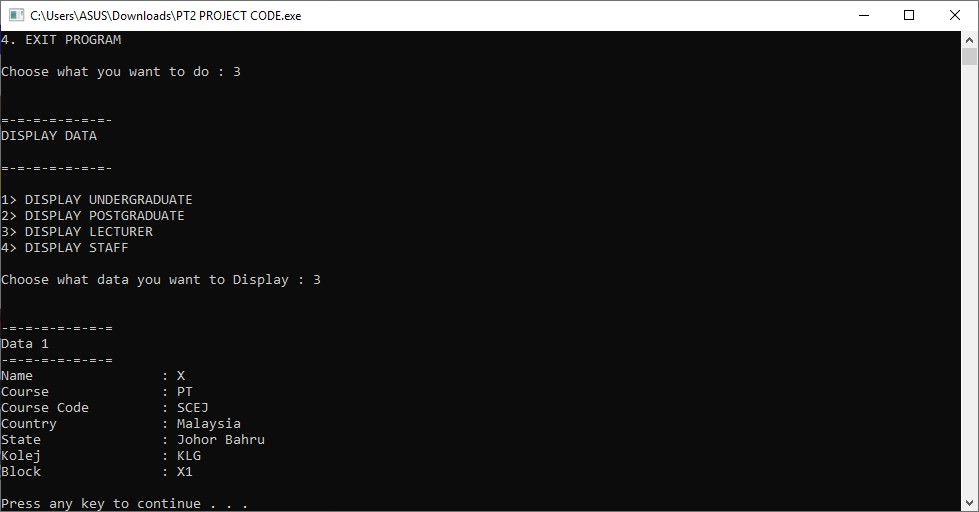 C:\Users\ASUS\Downloads\PT2 PROJECT CODE.exe
4. EXIT PROGRAM
Choose what you want to do : 3
=-=-=-=-=-=-=-
DISPLAY DATA
=-=-=-=-=-=-=-
1> DISPLAY UNDERGRADUATE
2> DISPLAY POSTGRADUATE
3> DISPLAY LECTURER
4> DISPLAY STAFF
Choose what data you want to Display : 3
-=-=-=-=-=-=-=
Data 1
-=-=-=-=-=-=-=
Name : X
Course : PT
Course Code : SCEJ
Country : Malaysia
State : Johor Bahru
Kolej : KLG
Block : X1
Press any key to continue . . .